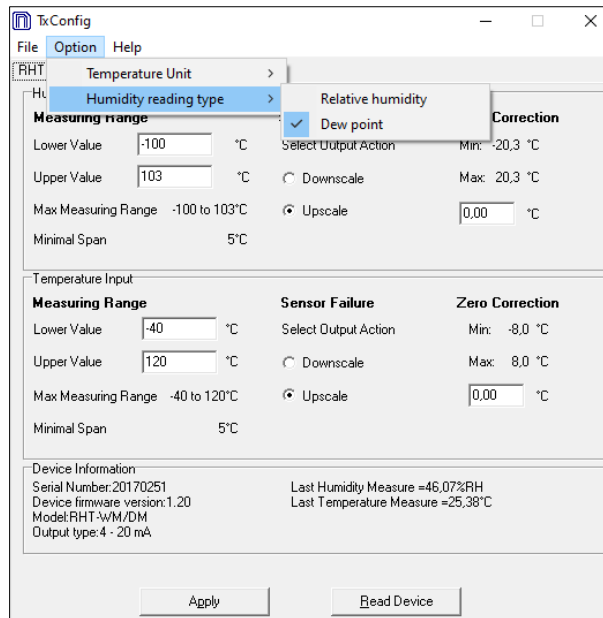 TxConfig
File Option Help
RHT
Temperature Unit
Humidity reading type
Relative humidity
Dew point
Measuring Range
Correction
Lower Value -100 °C Select Output Action Min: -20,3 °C
Upper Value 103 °C Downscale Max: 20,3 °C
Max Measuring Range -100 to 103°C Upscale 0,00 °C
Minimal Span 5°C
Temperature Input
Measuring Range Sensor Failure Zero Correction
Lower Value -40 °C Select Output Action Min: -8,0 °C
Upper Value 120 °C Downscale Max: 8,0 °C
Max Measuring Range -40 to 120°C Upscale 0,00 °C
Minimal Span 5°C
Device Information
Serial Number:20170251 Last Humidity Measure =46,07%RH
Device firmware version:1.20 Last Temperature Measure =25,38°C
Model:RHT-WM/DM
Output type:4 - 20 mA
Apply Read Device